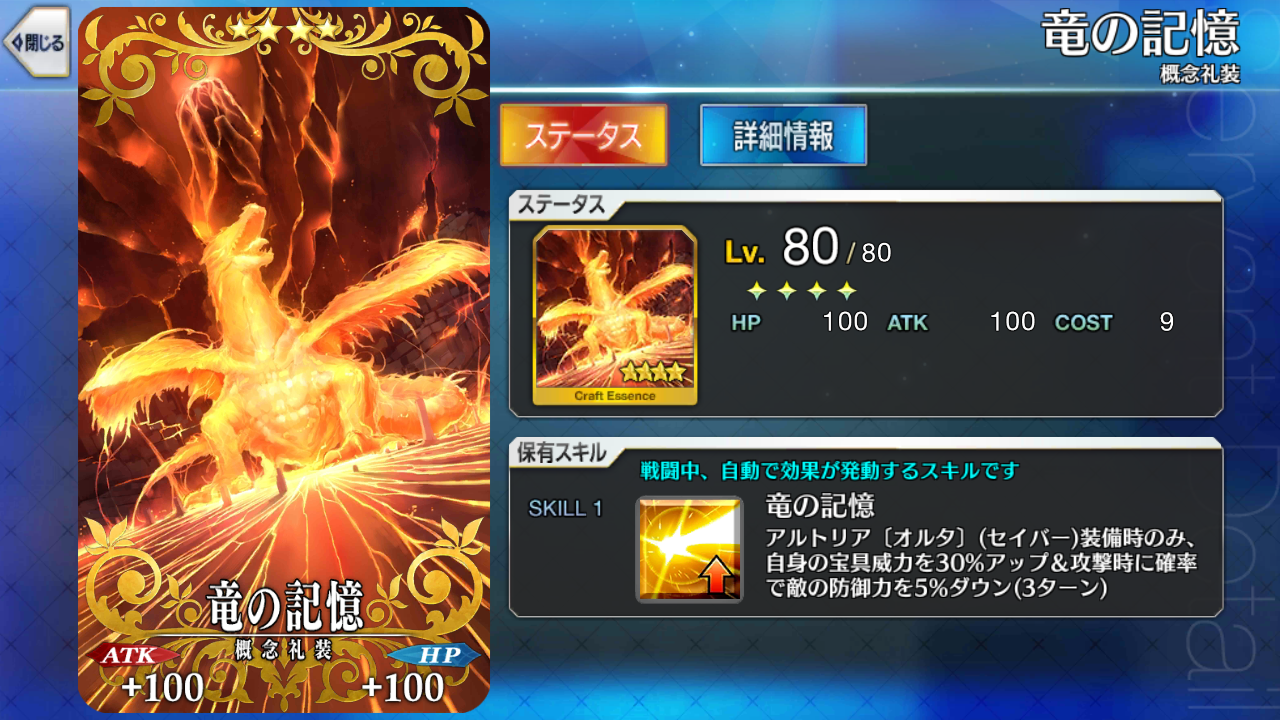 閉じる
竜の記憶
概念礼装
ステータス
詳細情報
ステータス
Lv. 80/80
HP 100 ATK 100 COST 9
Craft Essence
保有スキル
戦闘中、自動で効果が発動するスキルです
SKILL 1
竜の記憶
アルトリア〔オルタ〕(セイバー)装備時のみ、
自身の宝具威力を30%アップ&攻撃時に確率
で敵の防御力を5%ダウン(3ターン)
竜の記憶
概念礼装
ATK HP
+100 +100
Servant Detail